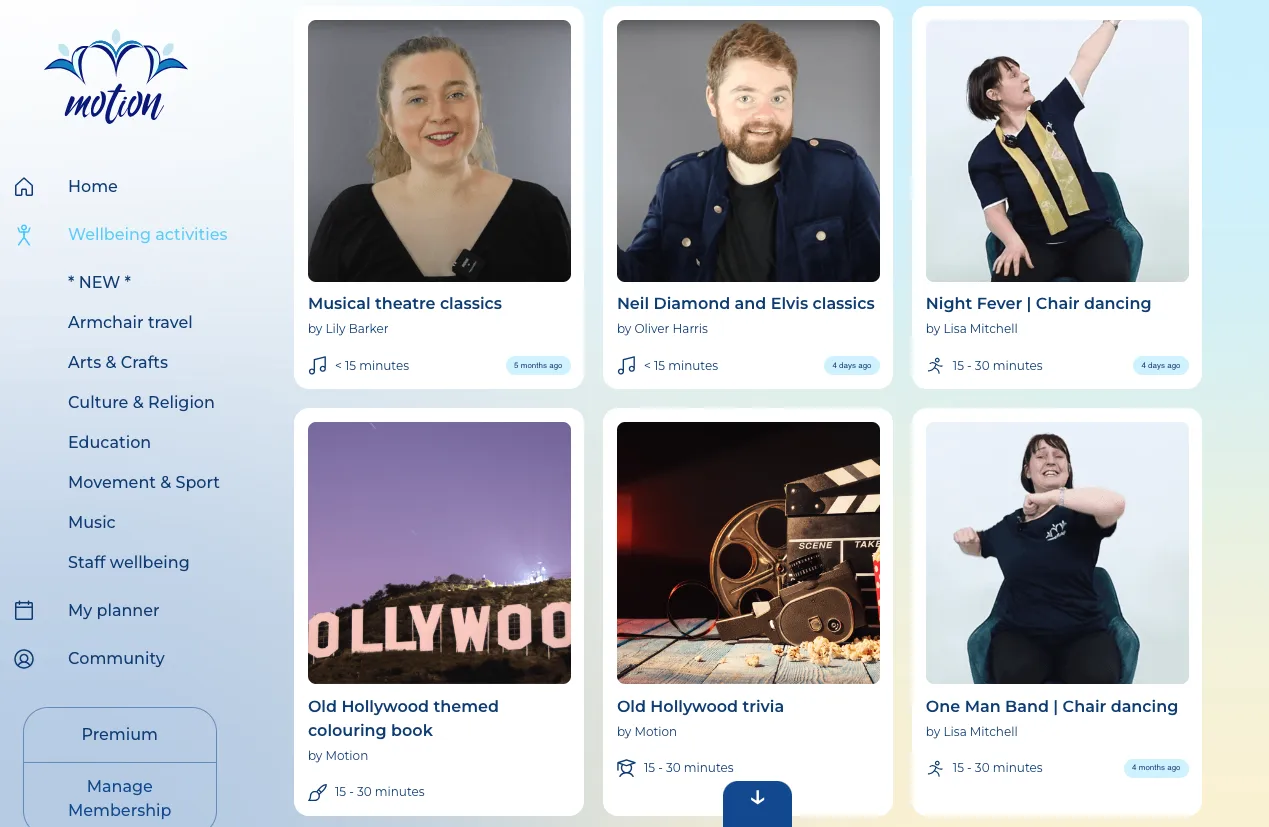 motion
Home
Wellbeing activities
* NEW *
Armchair travel
Arts & Crafts
Culture & Religion
Education
Movement & Sport
Music
Staff wellbeing
My planner
Community
Premium
Manage
Membership
Musical theatre classics
by Lily Barker
< 15 minutes
5 months ago
Neil Diamond and Elvis classics
by Oliver Harris
< 15 minutes
4 days ago
Night Fever | Chair dancing
by Lisa Mitchell
15 - 30 minutes
4 days ago
OLLYWOO
Old Hollywood themed
colouring book
by Motion
15 - 30 minutes
SCENE TAKE
Old Hollywood trivia
by Motion
15 - 30 minutes
One Man Band | Chair dancing
by Lisa Mitchell
15 - 30 minutes
4 months ago